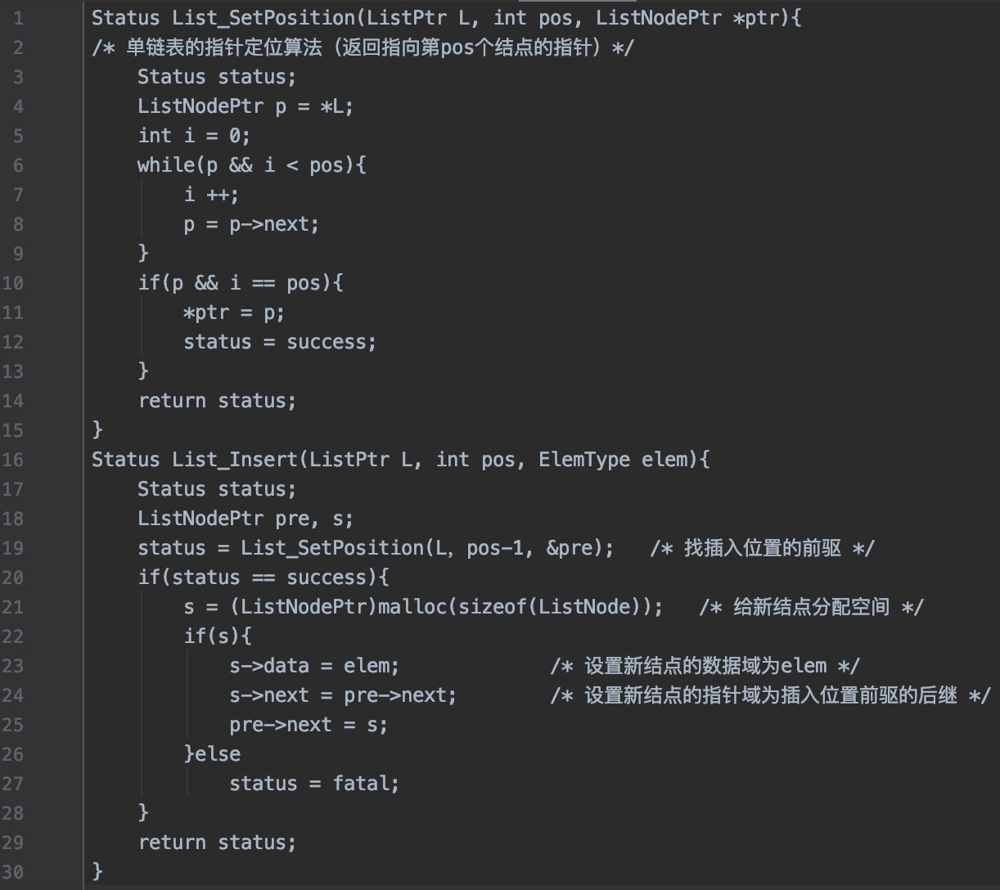 1 Status List_SetPosition(ListPtr L, int pos, ListNodePtr *ptr){
2 /* 单链表的指针定位算法（返回指向第pos个结点的指针）*/
3     Status status;
4     ListNodePtr p = *L;
5     int i = 0;
6     while(p && i < pos){
7         i ++;
8         p = p->next;
9     }
10     if(p && i == pos){
11         *ptr = p;
12         status = success;
13     }
14     return status;
15 }
16 Status List_Insert(ListPtr L, int pos, ElemType elem){
17     Status status;
18     ListNodePtr pre, s;
19     status = List_SetPosition(L, pos-1, &pre);   /* 找插入位置的前驱 */
20     if(status == success){
21         s = (ListNodePtr)malloc(sizeof(ListNode));   /* 给新结点分配空间 */
22         if(s){
23             s->data = elem;             /* 设置新结点的数据域为elem */
24             s->next = pre->next;        /* 设置新结点的指针域为插入位置前驱的后继 */
25             pre->next = s;
26         }else
27             status = fatal;
28     }
29     return status;
30 }